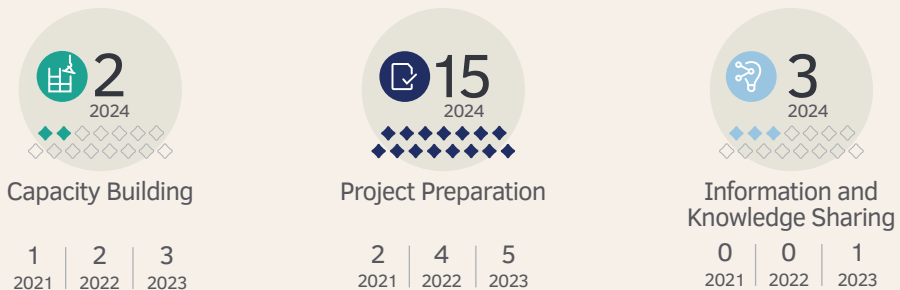 2
2024
Capacity Building
1 2 3
2021 2022 2023
15
2024
Project Preparation
2 4 5
2021 2022 2023
3
2024
Information and
Knowledge Sharing
0 0 1
2021 2022 2023